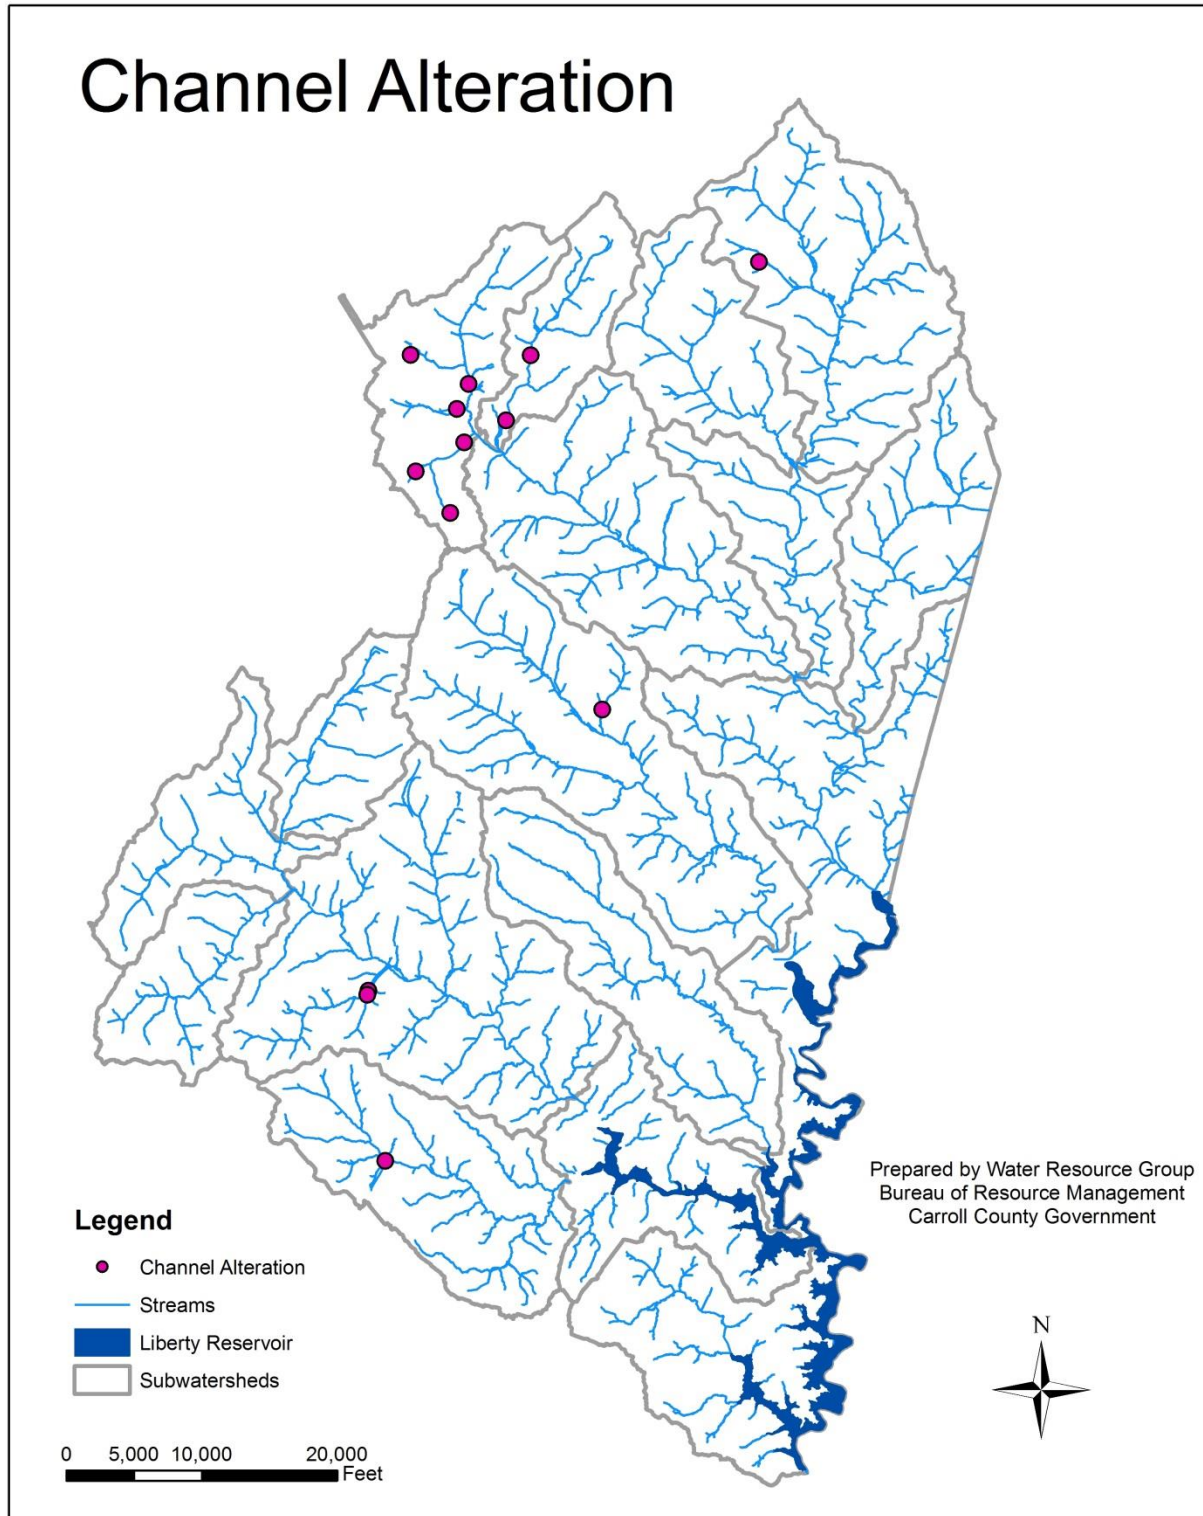 Channel Alteration
Prepared by Water Resource Group
Bureau of Resource Management
Carroll County Government
Legend
Channel Alteration
Streams
Liberty Reservoir
Subwatersheds
N
0 5,000 10,000 20,000
Feet